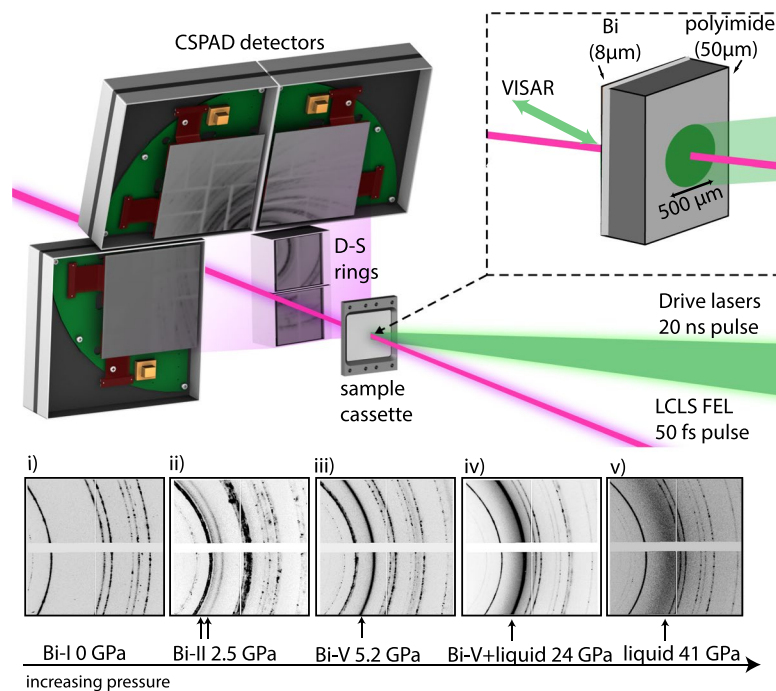 CSPAD detectors
Bi
(8µm)
polyimide
(50µm)
VISAR
500 µm
D-S
rings
Drive lasers
20 ns pulse
sample
cassette
LCLS FEL
50 fs pulse
i)
ii)
iii)
iv)
v)
Bi-I 0 GPa
Bi-II 2.5 GPa
Bi-V 5.2 GPa
Bi-V+liquid 24 GPa
liquid 41 GPa
increasing pressure